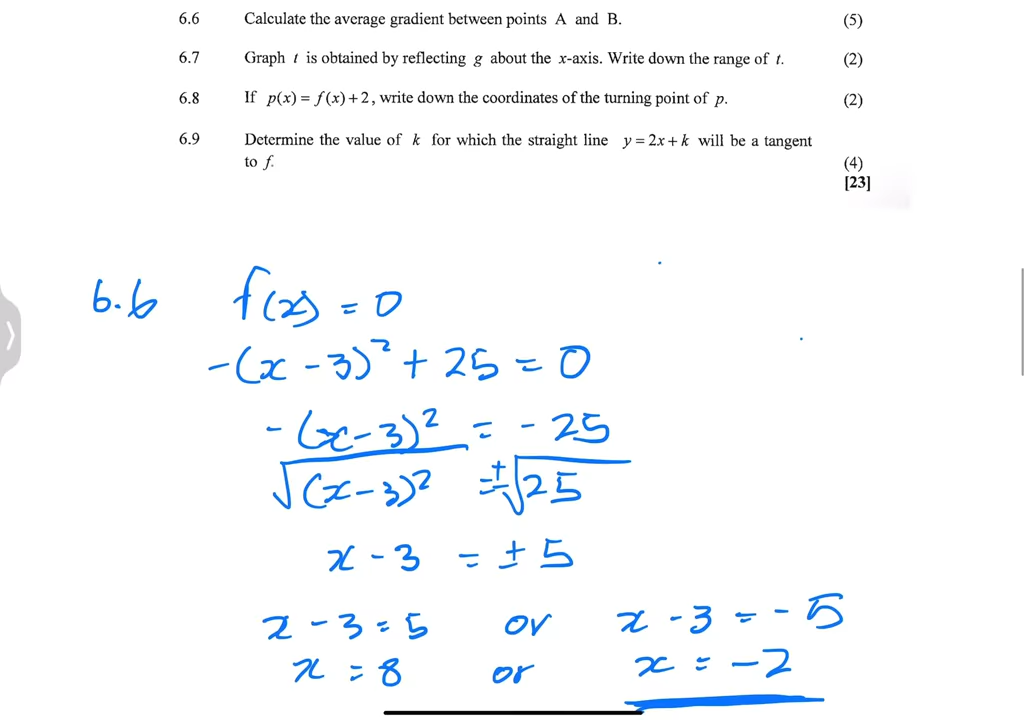 6.6 Calculate the average gradient between points A and B. (5)
6.7 Graph t is obtained by reflecting g about the x-axis. Write down the range of t. (2)
6.8 If p(x) = f(x) + 2, write down the coordinates of the turning point of p. (2)
6.9 Determine the value of k for which the straight line y = 2x + k will be a tangent
to f. (4)
[23]
6.6 f(x) = 0
-(x - 3)² + 25 = 0
-(x - 3)² = -25
√(x - 3)² = ±√25
x - 3 = ± 5
x - 3 = 5 or x - 3 = - 5
x = 8 or x = -2